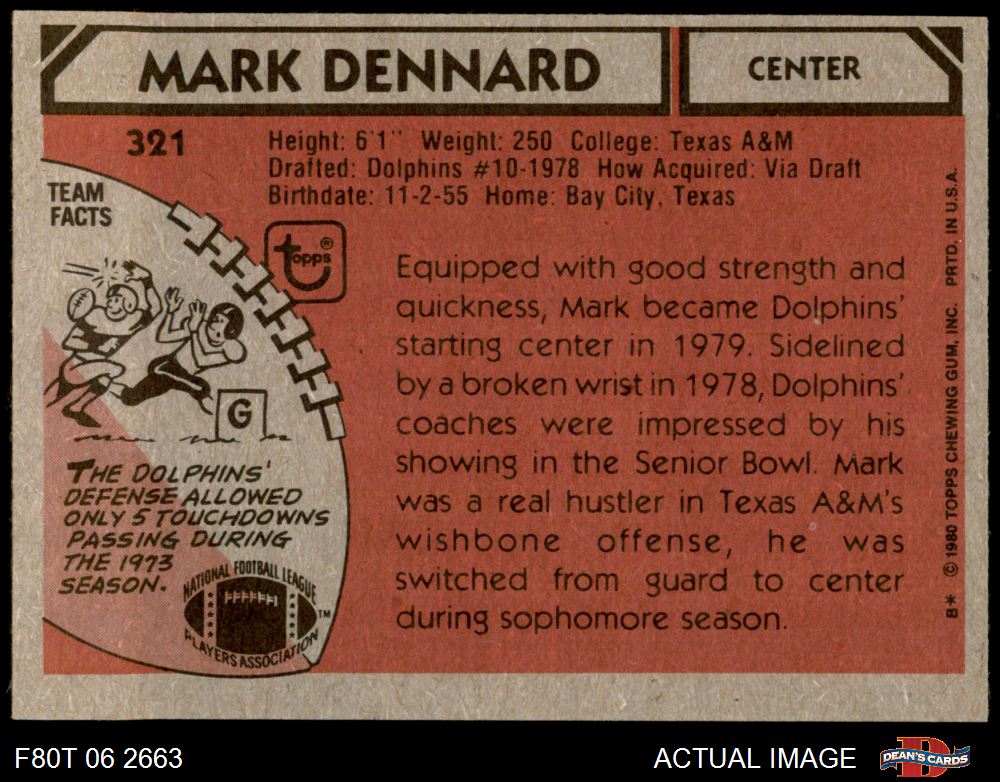 MARK DENNARD
CENTER
321
Height: 6'1" Weight: 250 College: Texas A&M
Drafted: Dolphins #10-1978 How Acquired: Via Draft
Birthdate: 11-2-55 Home: Bay City, Texas
TEAM
FACTS
topps®
G
THE DOLPHINS'
DEFENSE ALLOWED
ONLY 5 TOUCHDOWNS
PASSING DURING
THE 1973
SEASON.
NATIONAL FOOTBALL LEAGUE
PLAYERS ASSOCIATION
TM
Equipped with good strength and
quickness, Mark became Dolphins'
starting center in 1979. Sidelined
by a broken wrist in 1978, Dolphins'
coaches were impressed by his
showing in the Senior Bowl. Mark
was a real hustler in Texas A&M's
wishbone offense, he was
switched from guard to center
during sophomore season.
B* ©1980 TOPPS CHEWING GUM, INC. PRTD. IN U.S.A.
F80T 06 2663
ACTUAL IMAGE
D
DEAN'S CARDS